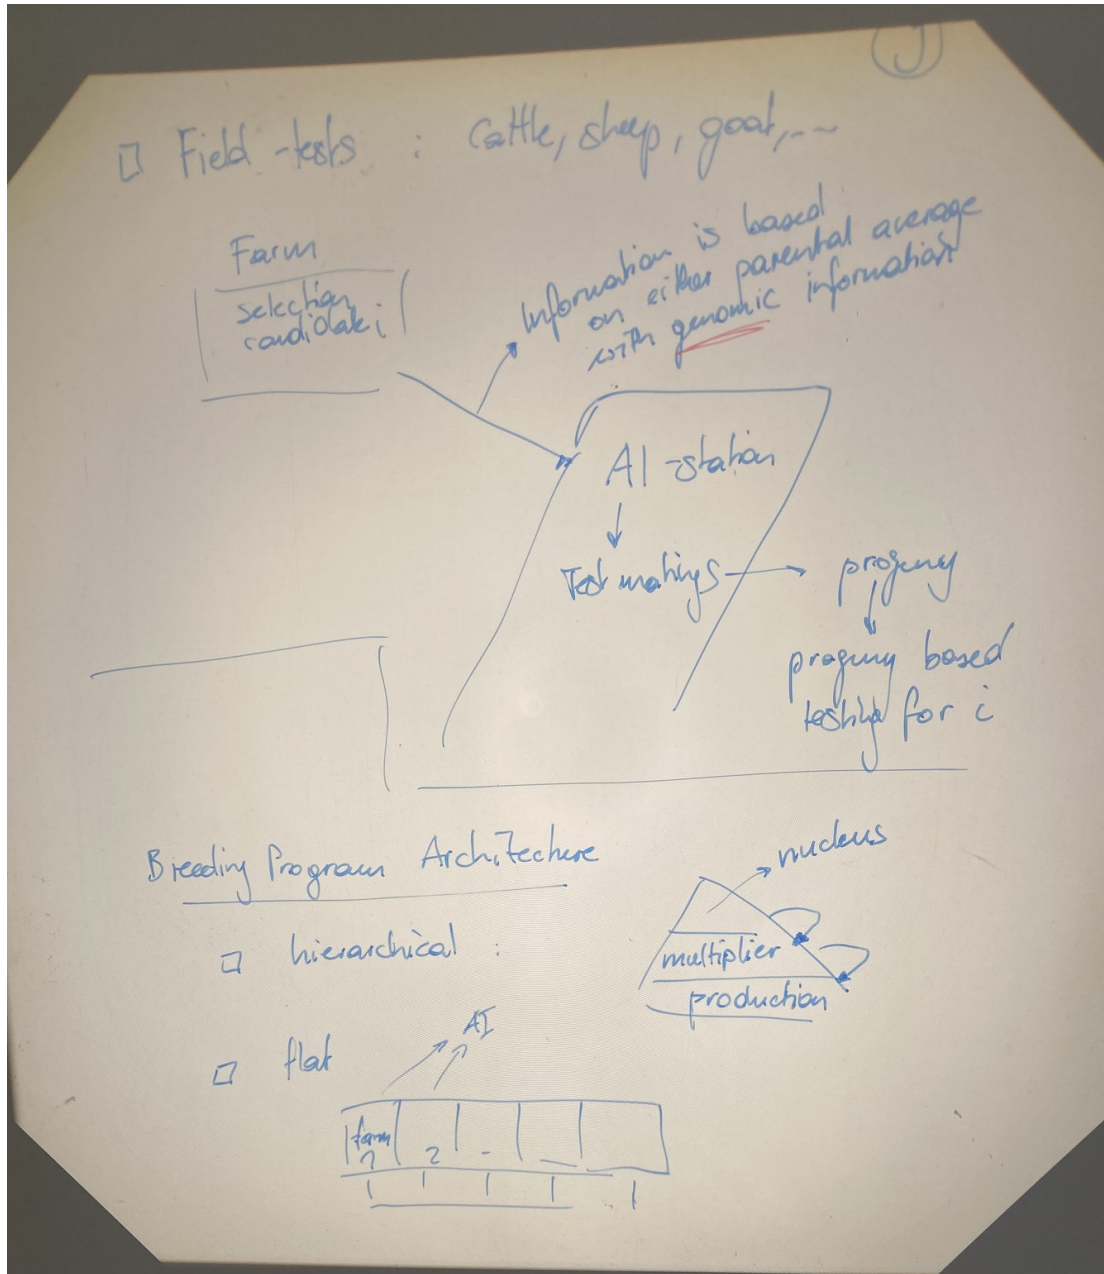 □ Field-tests : Cattle, sheep, goat, ...
Farm
selection
candidate i
Information is based
on either parental average
with genomic information
AI-station
Test matings → progeny
progeny based
testing for i
Breeding Program Architecture
□ hierarchical :
nucleus
multiplier
production
□ flat
AI
farm
1 2 - _